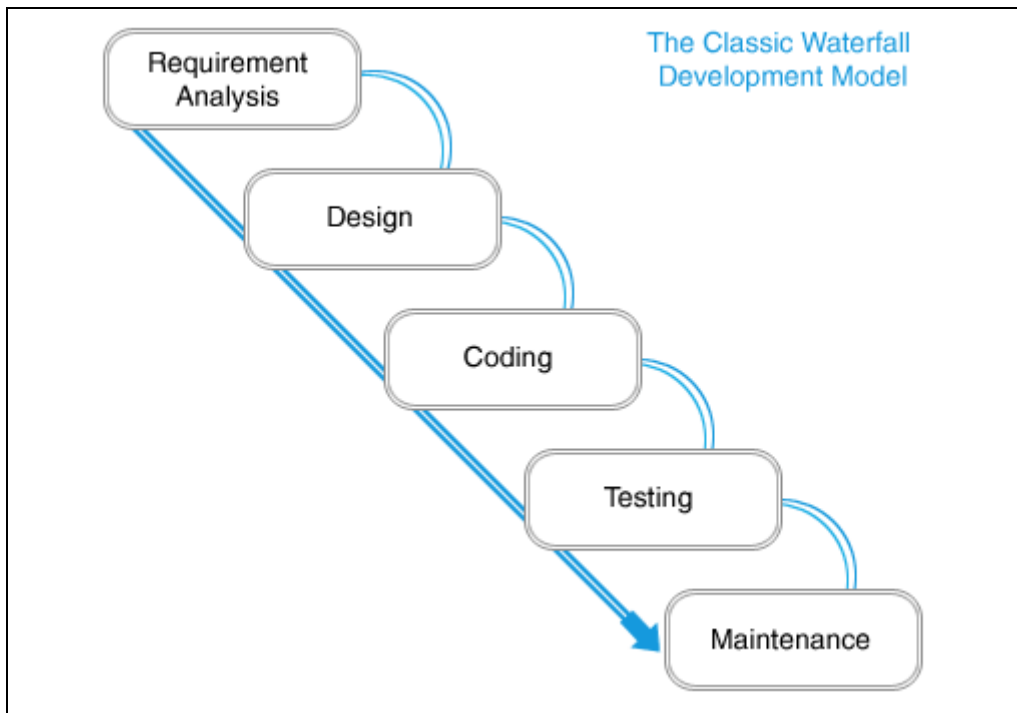 The Classic Waterfall
Development Model
Requirement
Analysis
Design
Coding
Testing
Maintenance